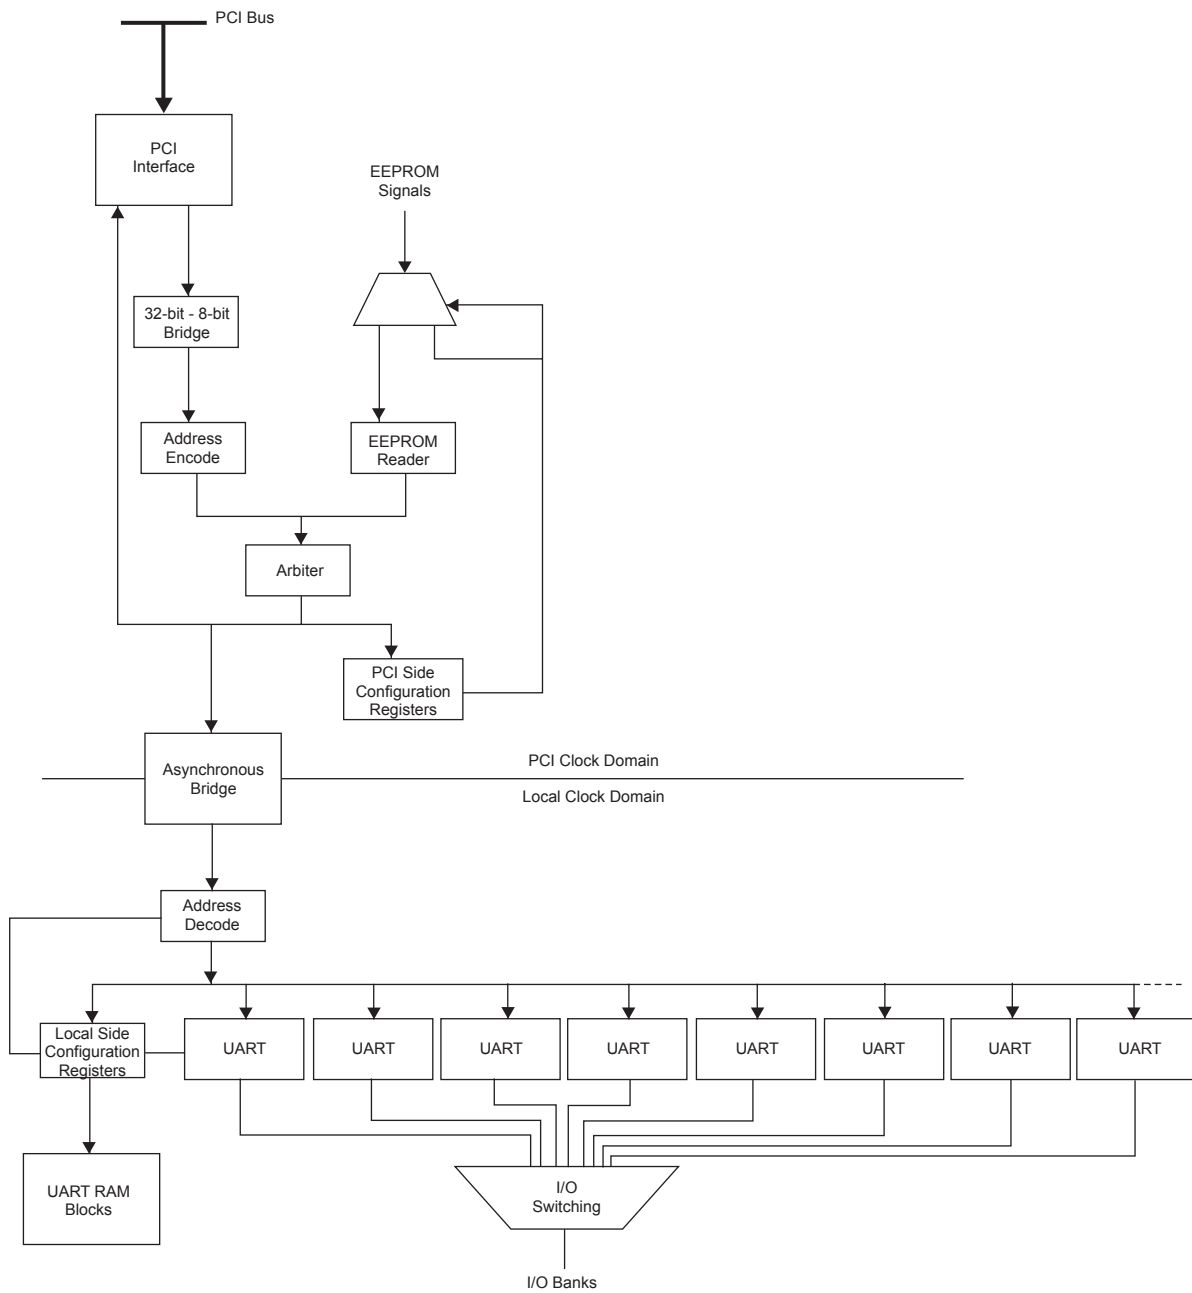 PCI Bus
PCI
Interface
EEPROM
Signals
32-bit - 8-bit
Bridge
Address
Encode
EEPROM
Reader
Arbiter
PCI Side
Configuration
Registers
Asynchronous
Bridge
PCI Clock Domain
Local Clock Domain
Address
Decode
Local Side
Configuration
Registers
UART
UART
UART
UART
UART
UART
UART
UART
UART RAM
Blocks
I/O
Switching
I/O Banks